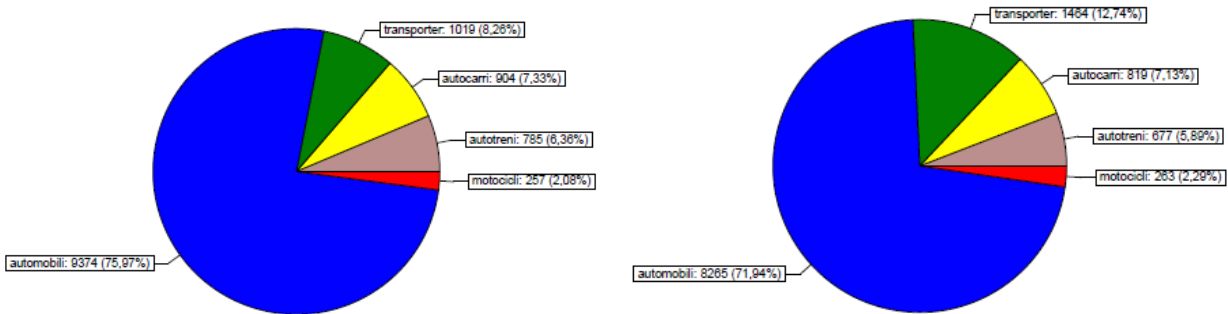 transporter: 1019 (8,26%)
autocarri: 904 (7,33%)
autotreni: 785 (6,36%)
motocicli: 257 (2,08%)
automobili: 9374 (75,97%)
transporter: 1464 (12,74%)
autocarri: 819 (7,13%)
autotreni: 677 (5,89%)
motocicli: 263 (2,29%)
automobili: 8265 (71,94%)